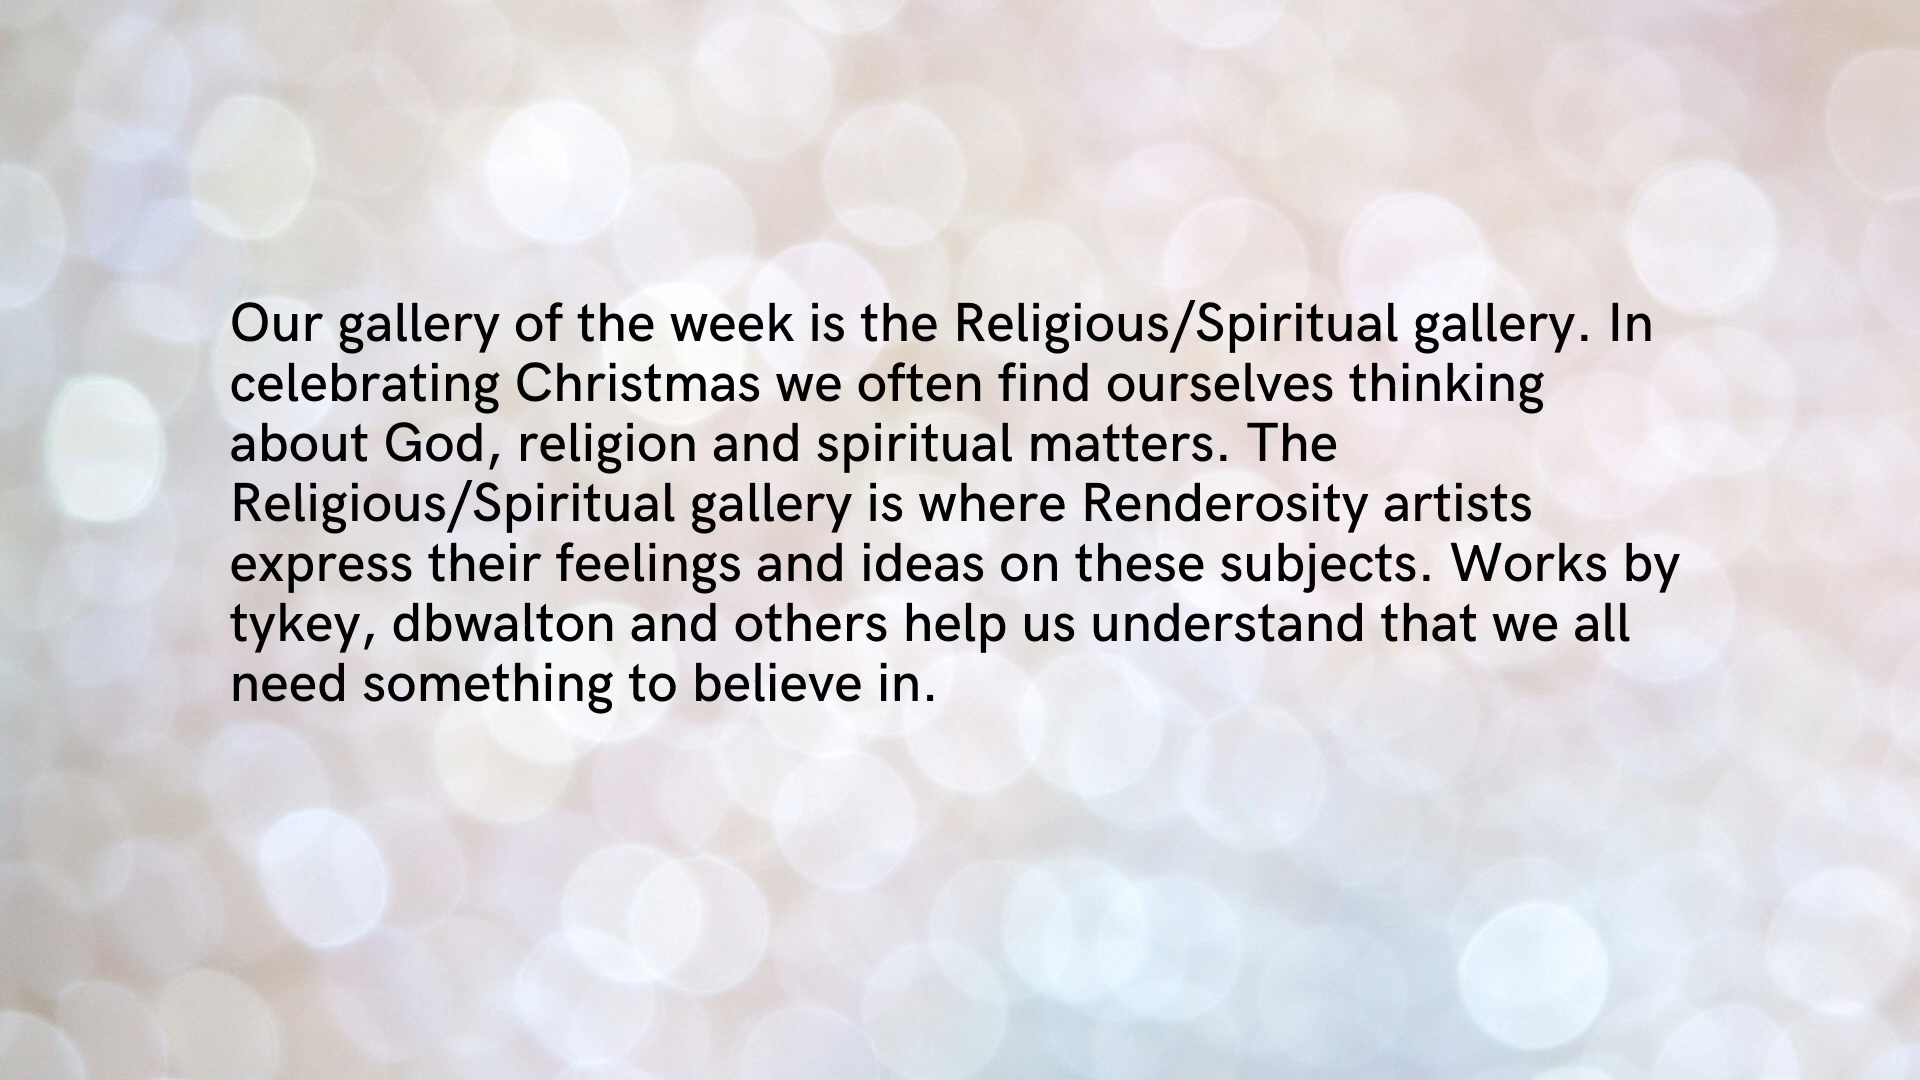 Our gallery of the week is the Religious/Spiritual gallery. In
celebrating Christmas we often find ourselves thinking
about God, religion and spiritual matters. The
Religious/Spiritual gallery is where Renderosity artists
express their feelings and ideas on these subjects. Works by
tykey, dbwalton and others help us understand that we all
need something to believe in.